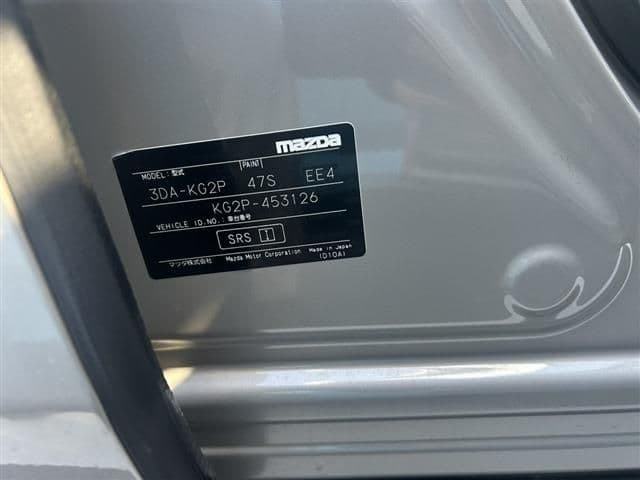 mazda
MODEL: 型式 PAINT
3DA-KG2P 47S EE4
KG2P-453126
VEHICLE ID.NO.: 車台番号
SRS I
マツダ株式会社 Mazda Motor Corporation Made in Japan
(D10A)